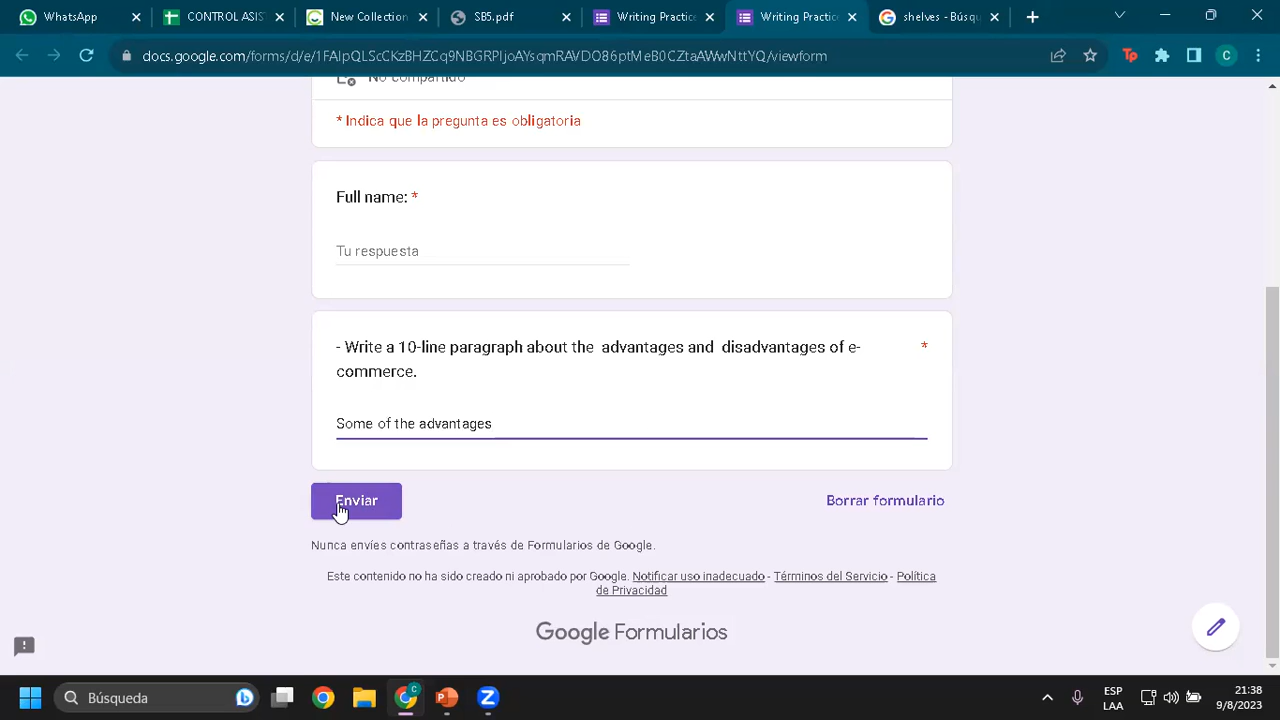 WhatsApp
CONTROL ASIS
New Collection
SB5.pdf
Writing Practic
Writing Practic
shelves - Búsqu
docs.google.com/forms/d/e/1FAIpQLScCKzBHZCq9NBGRPIjoAYsqmRAVDO86ptMeB0CZtaAWwNttYQ/viewform
C
No compartido
* Indica que la pregunta es obligatoria
Full name: *
Tu respuesta
- Write a 10-line paragraph about the advantages and disadvantages of e- *
commerce.
Some of the advantages
Enviar
Borrar formulario
Nunca envíes contraseñas a través de Formularios de Google.
Este contenido no ha sido creado ni aprobado por Google. Notificar uso inadecuado - Términos del Servicio - Política
de Privacidad
Google Formularios
Búsqueda
ESP
LAA
21:38
9/8/2023